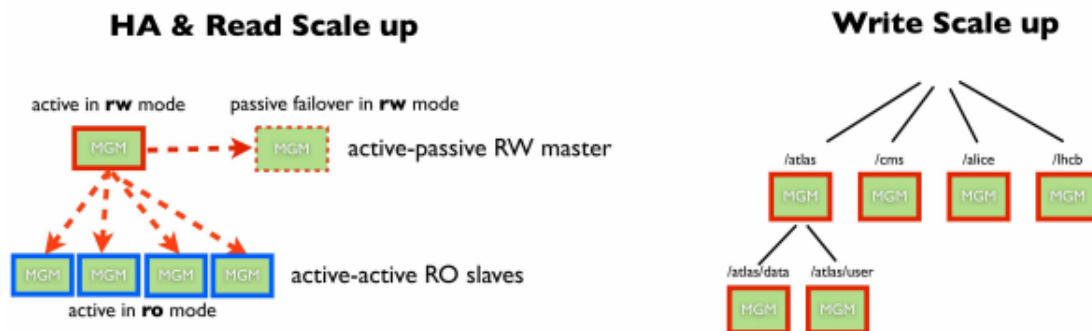 HA & Read Scale up
active in rw mode
passive failover in rw mode
MGM
MGM
active-passive RW master
MGM
MGM
MGM
MGM
active-active RO slaves
active in ro mode
Write Scale up
/atlas
/cms
/alice
/lhcb
MGM
MGM
MGM
MGM
/atlas/data
/atlas/user
MGM
MGM